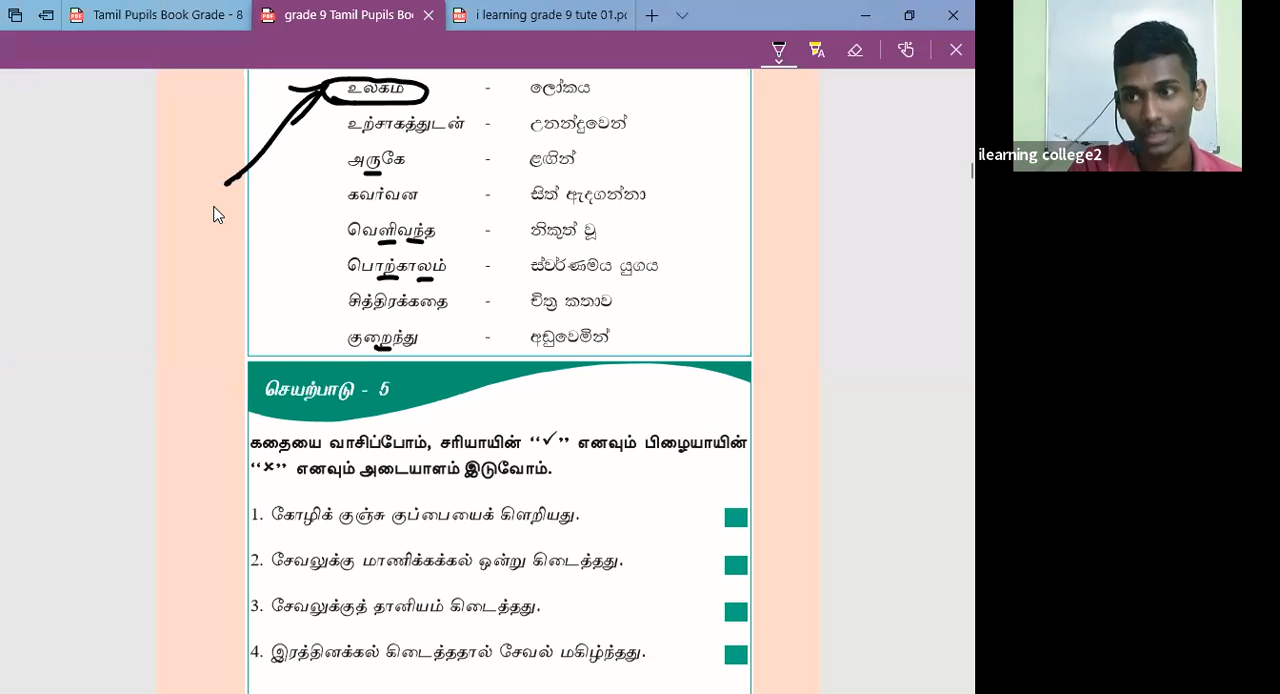 Tamil Pupils Book Grade - 8
grade 9 Tamil Pupils Boo
i learning grade 9 tute 01.pd
ilearning college2
உலகம் - ලෝකය
உற்சாகத்துடன் - උනන්දුවෙන්
அருகே - ළඟින්
கவர்வன - සිත් ඇදගන්නා
வெளிவந்த - නිකුත් වූ
பொற்காலம் - ස්වර්ණමය යුගය
சித்திரக்கதை - චිත්‍ර කතාව
குறைந்து - අඩුවෙමින්
செயற்பாடு - 5
கதையை வாசிப்போம், சரியாயின் “✓” எனவும் பிழையாயின்
“×” எனவும் அடையாளம் இடுவோம்.
1. கோழிக் குஞ்சு குப்பையைக் கிளறியது.
2. சேவலுக்கு மாணிக்கக்கல் ஒன்று கிடைத்தது.
3. சேவலுக்குத் தானியம் கிடைத்தது.
4. இரத்தினக்கல் கிடைத்ததால் சேவல் மகிழ்ந்தது.